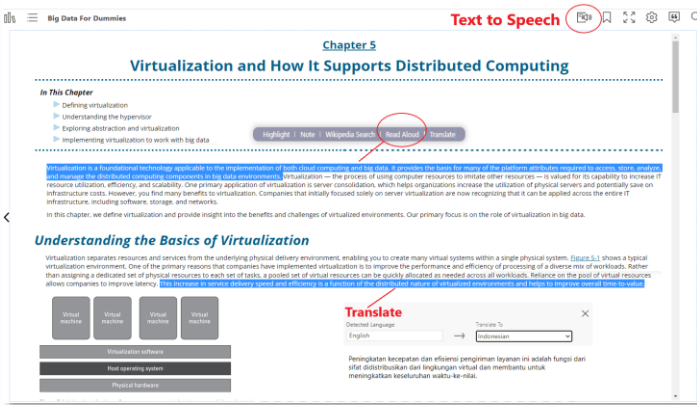 Big Data For Dummies
Text to Speech
Chapter 5
Virtualization and How It Supports Distributed Computing
In This Chapter
Defining virtualization
Understanding the hypervisor
Exploring abstraction and virtualization
Implementing virtualization to work with big data
Highlight | Note | Wikipedia Search | Read Aloud | Translate
Virtualization is a foundational technology applicable to the implementation of both cloud computing and big data. It provides the basis for many of the platform attributes required to access, store, analyze,
and manage the distributed computing components in big data environments. Virtualization — the process of using computer resources to imitate other resources — is valued for its capability to increase IT
resource utilization, efficiency, and scalability. One primary application of virtualization is server consolidation, which helps organizations increase the utilization of physical servers and potentially save on
infrastructure costs. However, you find many benefits to virtualization. Companies that initially focused solely on server virtualization are now recognizing that it can be applied across the entire IT
infrastructure, including software, storage, and networks.
In this chapter, we define virtualization and provide insight into the benefits and challenges of virtualized environments. Our primary focus is on the role of virtualization in big data.
Understanding the Basics of Virtualization
Virtualization separates resources and services from the underlying physical delivery environment, enabling you to create many virtual systems within a single physical system. Figure 5-1 shows a typical
virtualization environment. One of the primary reasons that companies have implemented virtualization is to improve the performance and efficiency of processing of a diverse mix of workloads. Rather
than assigning a dedicated set of physical resources to each set of tasks, a pooled set of virtual resources can be quickly allocated as needed across all workloads. Reliance on the pool of virtual resources
allows companies to improve latency. This increase in service delivery speed and efficiency is a function of the distributed nature of virtualized environments and helps to improve overall time-to-value.
Virtual machine
Virtual machine
Virtual machine
Virtual machine
Virtualization software
Host operating system
Physical hardware
Translate
Detected Language
Translate To
English
Indonesian
Peningkatan kecepatan dan efisiensi pengiriman layanan ini adalah fungsi dari
sifat didistribusikan dari lingkungan virtual dan membantu untuk
meningkatkan keseluruhan waktu-ke-nilai.